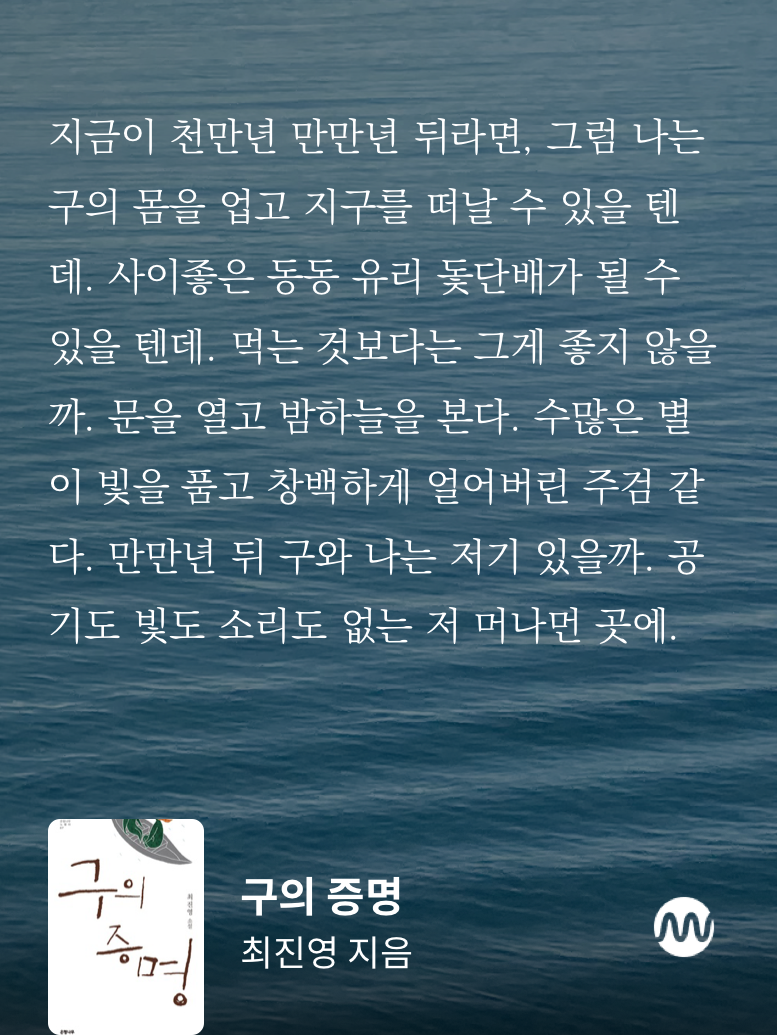 지금이 천만년 만만년 뒤라면, 그럼 나는
구의 몸을 업고 지구를 떠날 수 있을 텐
데. 사이좋은 동동 유리 돛단배가 될 수
있을 텐데. 먹는 것보다는 그게 좋지 않을
까. 문을 열고 밤하늘을 본다. 수많은 별
이 빛을 품고 창백하게 얼어버린 주검 같
다. 만만년 뒤 구와 나는 저기 있을까. 공
기도 빛도 소리도 없는 저 머나먼 곳에.
구의
증명
최진영 소설
은행나무
구의 증명
최진영 지음